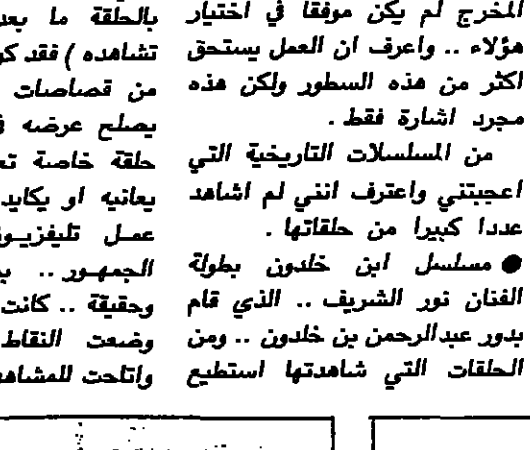 المخرج لم يكن موفقا في اختيار
هؤلاء .. واعرف ان العمل يستحق
اكثر من هذه السطور ولكن هذه
مجرد اشارة فقط .
من المسلسلات التاريخية التي
اعجبتني واعترف انني لم اشاهد
عددا كبيرا من حلقاتها .
● مسلسل ابن خلدون بطولة
الفنان نور الشريف .. الذي قام
بدور عبدالرحمن بن خلدون .. ومن
الحلقات التي شاهدتها استطيع
بالحلقة ما بعد
تشاهده ) فقد كو
من قصاصات
يصلح عرضه ف
حلقة خاصة تع
يعانيه او يكايد
عمل تليفزيون
الجمهور .. ب
وحقيقة .. كانت
وضعت النقاط
واتاحت للمشاهد